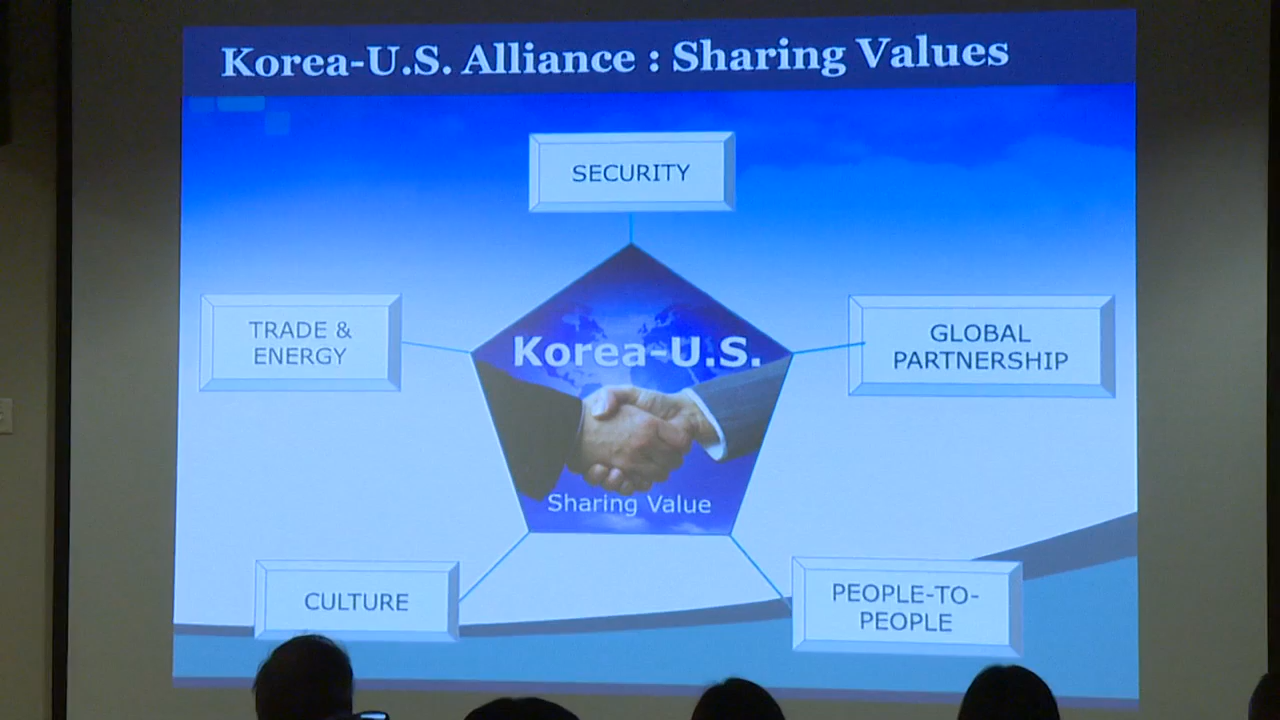 Korea-U.S. Alliance : Sharing Values
SECURITY
TRADE &
ENERGY
GLOBAL
PARTNERSHIP
Korea-U.S.
Sharing Value
CULTURE
PEOPLE-TO-
PEOPLE